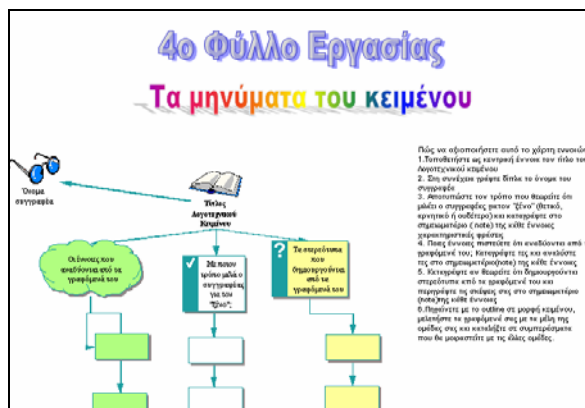 4ο Φύλλο Εργασίας
Τα μηνύματα του κειμένου
Όνομα
συγγραφέα
Τίτλος
Λογοτεχνικού
Κειμένου
Οι έννοιες που
αναδύονται από τα
γραφόμενά του
Με ποιον
τρόπο μιλά ο
συγγραφέας
για τον
"ξένο";
Τα στερεότυπα
που
δημιουργούνται
από τα
γραφόμενά του
Πώς να αξιοποιήσετε αυτό το χάρτη εννοιών
1.Τοποθετήστε ως κεντρική έννοια τον τίτλο του
λογοτεχνικού κειμένου
2. Στη συνέχεια γράψτε δίπλα το όνομα του
συγγραφέα
3. Αποτυπώστε τον τρόπο που θεωρείτε ότι
μιλάει ο συγγραφέας για τον "ξένο" (θετικό,
αρνητικό ή ουδέτερο) και καταγράψτε στο
σημειωματάριο ( note) της κάθε έννοιας
χαρακτηριστικές φράσεις
4. Ποιες έννοιες πιστεύετε ότι αναδύονται από τα
γραφόμενά του; Καταγράψτε τες και αναλύστε
τες στο σημειωματάριο(note) της κάθε έννοιας
5. Καταγράψτε αν θεωρείτε ότι δημιουργούνται
στερεότυπα από τα γραφόμενά του και
περιγράψτε τις σκέψεις σας στο σημειωματάριο
(note)της κάθε έννοιας
6.Πηγαίνετε με το outline σε μορφή κειμένου,
μελετήστε τα γραφόμενά σας με τα μέλη της
ομάδας σας και καταλήξτε σε συμπεράσματα
που θα μοιραστείτε με τις άλλες ομάδες.